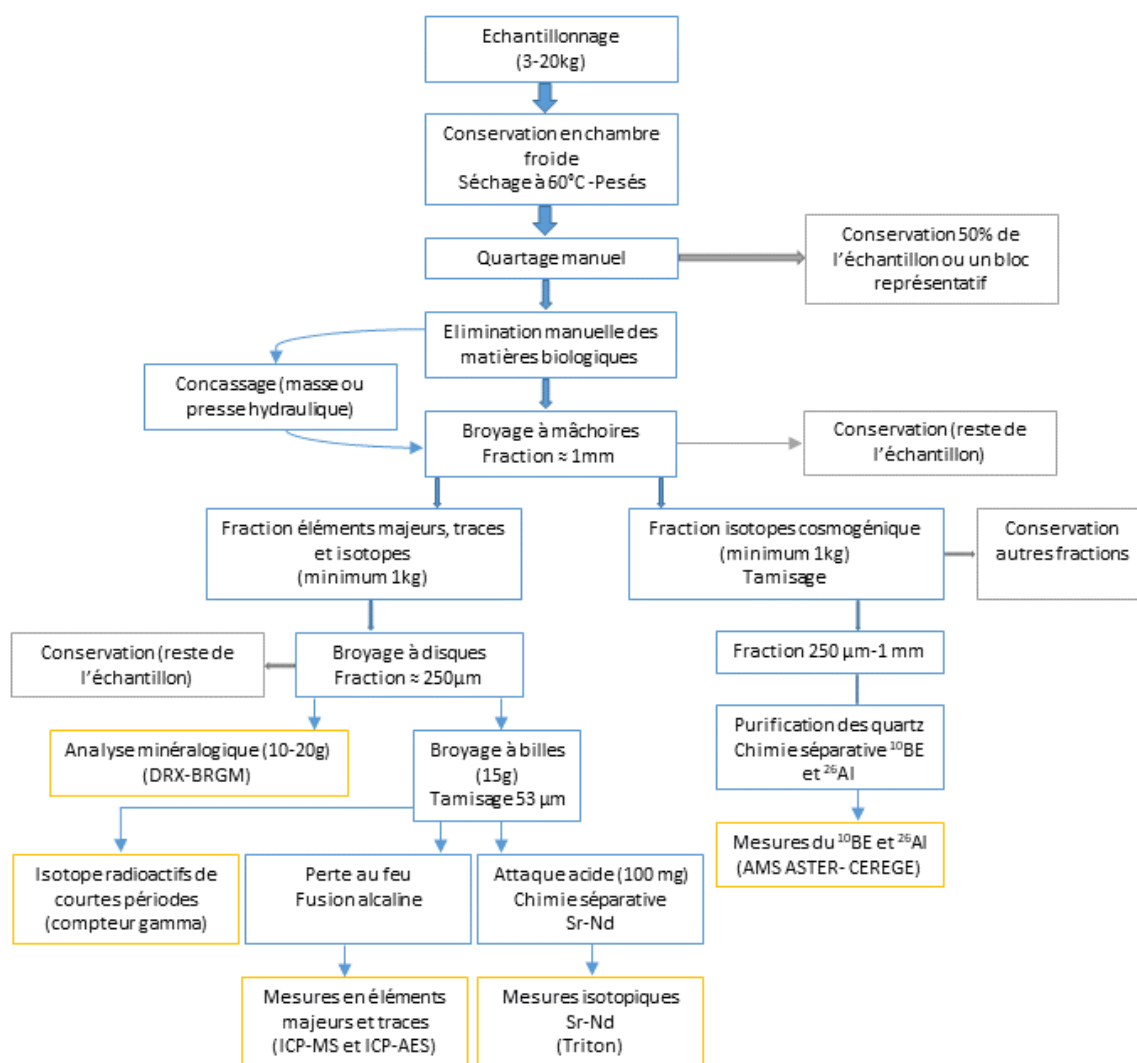 Echantillonnage
(3-20kg)
Conservation en chambre
froide
Séchage à 60°C -Pesés
Quartage manuel
Conservation 50% de
l’échantillon ou un bloc
représentatif
Elimination manuelle des
matières biologiques
Concassage (masse ou
presse hydraulique)
Broyage à mâchoires
Fraction ≈ 1mm
Conservation (reste de
l’échantillon)
Fraction éléments majeurs, traces
et isotopes
(minimum 1kg)
Fraction isotopes cosmogénique
(minimum 1kg)
Tamisage
Conservation
autres fractions
Conservation (reste de
l’échantillon)
Broyage à disques
Fraction ≈ 250µm
Fraction 250 µm-1 mm
Analyse minéralogique (10-20g)
(DRX-BRGM)
Broyage à billes
(15g)
Tamisage 53 µm
Purification des quartz
Chimie séparative ¹⁰BE
et ²⁶Al
Mesures du ¹⁰BE et ²⁶Al
(AMS ASTER- CEREGE)
Isotope radioactifs de
courtes périodes
(compteur gamma)
Perte au feu
Fusion alcaline
Attaque acide (100 mg)
Chimie séparative
Sr-Nd
Mesures en éléments
majeurs et traces
(ICP-MS et ICP-AES)
Mesures isotopiques
Sr-Nd
(Triton)